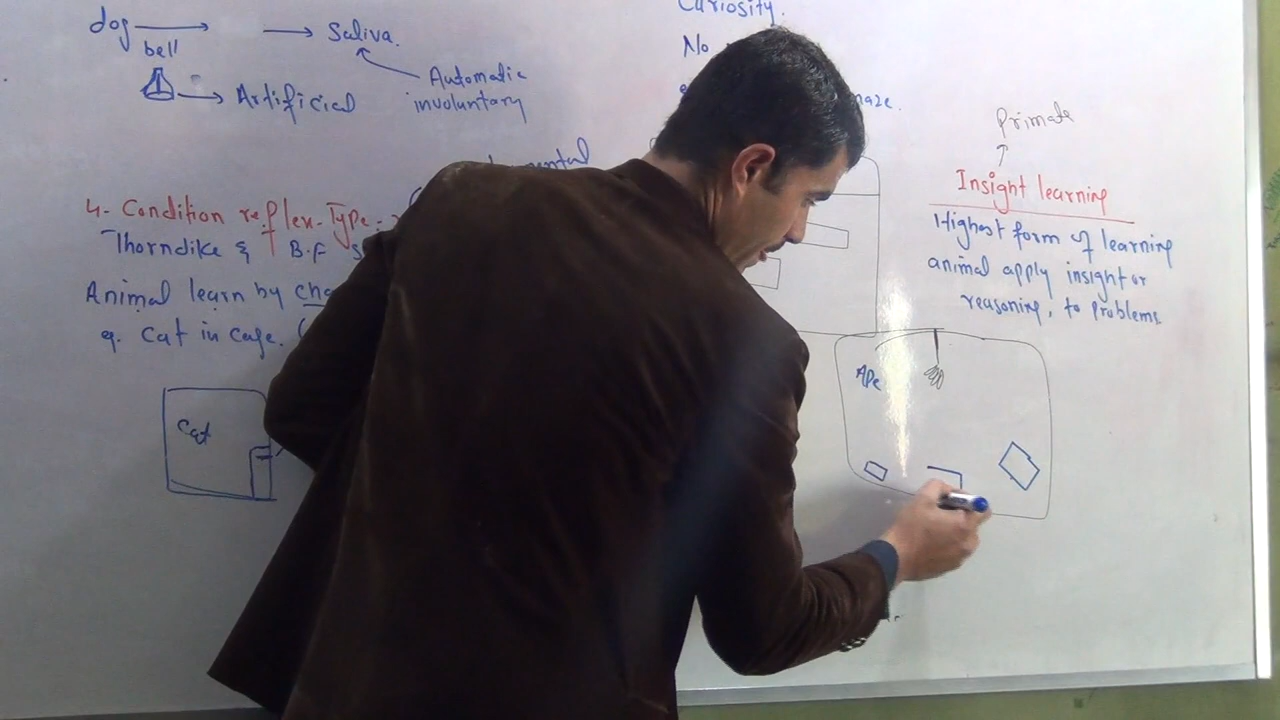 dog
bell
Saliva.
Automatic
involuntary
Artificial
4. Condition reflex-Type-
Thorndike & B.F
Animal learn by
eg. Cat in cage.
Cat
Curiosity.
No
maze.
Primate
Insight learning
Highest form of learning
animal apply insight or
reasoning, to problems
Ape